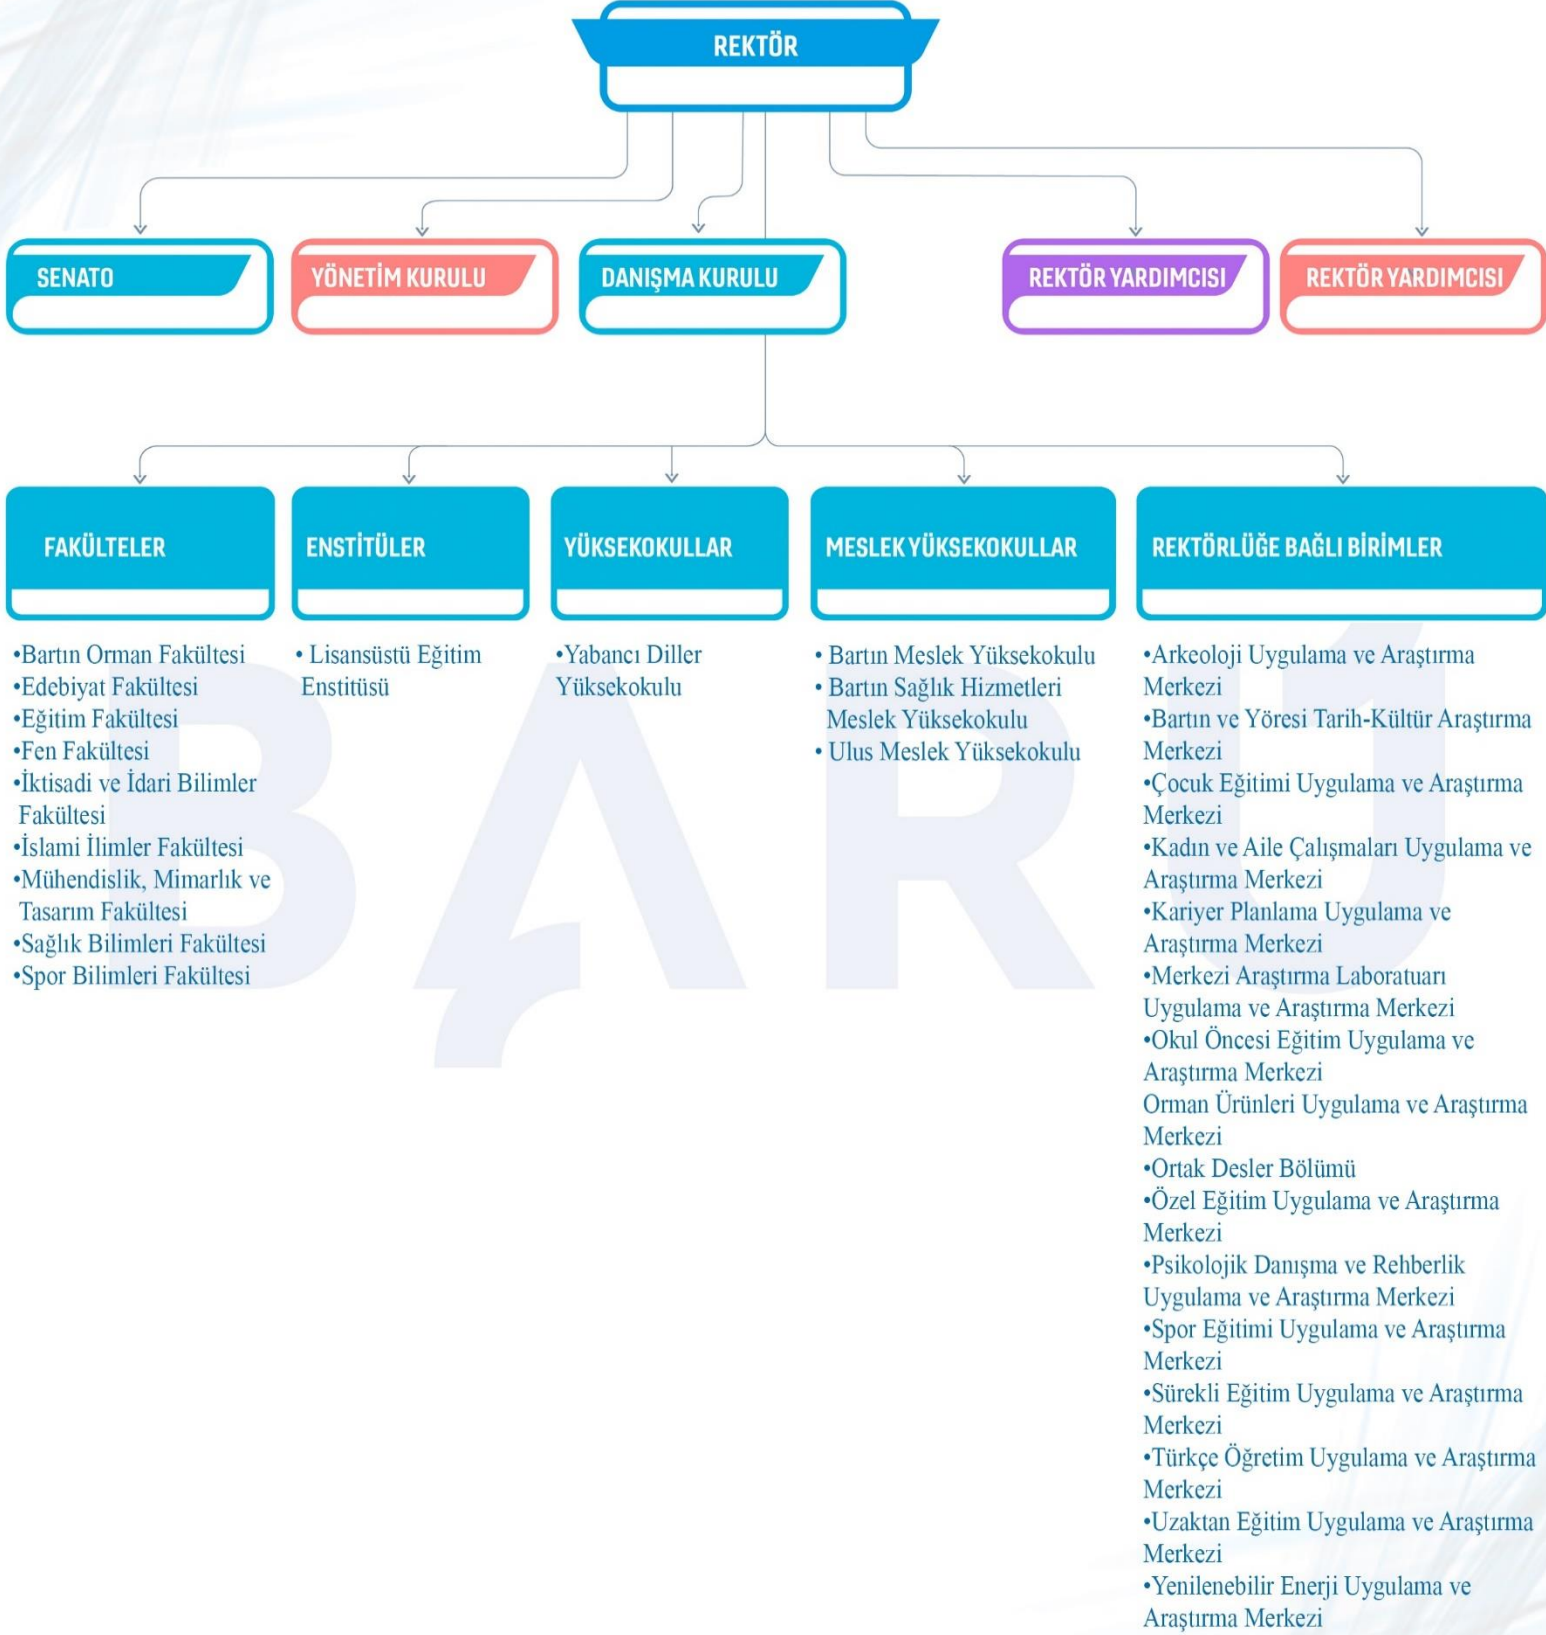 REKTÖR
SENATO
YÖNETİM KURULU
DANIŞMA KURULU
REKTÖR YARDIMCISI
REKTÖR YARDIMCISI
FAKÜLTELER
ENSTİTÜLER
YÜKSEKOKULLAR
MESLEK YÜKSEKOKULLAR
REKTÖRLÜĞE BAĞLI BİRİMLER
•Bartın Orman Fakültesi
•Edebiyat Fakültesi
•Eğitim Fakültesi
•Fen Fakültesi
•İktisadi ve İdari Bilimler
Fakültesi
•İslami İlimler Fakültesi
•Mühendislik, Mimarlık ve
Tasarım Fakültesi
•Sağlık Bilimleri Fakültesi
•Spor Bilimleri Fakültesi
• Lisansüstü Eğitim
Enstitüsü
•Yabancı Diller
Yüksekokulu
• Bartın Meslek Yüksekokulu
• Bartın Sağlık Hizmetleri
Meslek Yüksekokulu
• Ulus Meslek Yüksekokulu
•Arkeoloji Uygulama ve Araştırma
Merkezi
•Bartın ve Yöresi Tarih-Kültür Araştırma
Merkezi
•Çocuk Eğitimi Uygulama ve Araştırma
Merkezi
•Kadın ve Aile Çalışmaları Uygulama ve
Araştırma Merkezi
•Kariyer Planlama Uygulama ve
Araştırma Merkezi
•Merkezi Araştırma Laboratuarı
Uygulama ve Araştırma Merkezi
•Okul Öncesi Eğitim Uygulama ve
Araştırma Merkezi
Orman Ürünleri Uygulama ve Araştırma
Merkezi
•Ortak Desler Bölümü
•Özel Eğitim Uygulama ve Araştırma
Merkezi
•Psikolojik Danışma ve Rehberlik
Uygulama ve Araştırma Merkezi
•Spor Eğitimi Uygulama ve Araştırma
Merkezi
•Sürekli Eğitim Uygulama ve Araştırma
Merkezi
•Türkçe Öğretim Uygulama ve Araştırma
Merkezi
•Uzaktan Eğitim Uygulama ve Araştırma
Merkezi
•Yenilenebilir Enerji Uygulama ve
Araştırma Merkezi
BARÜ